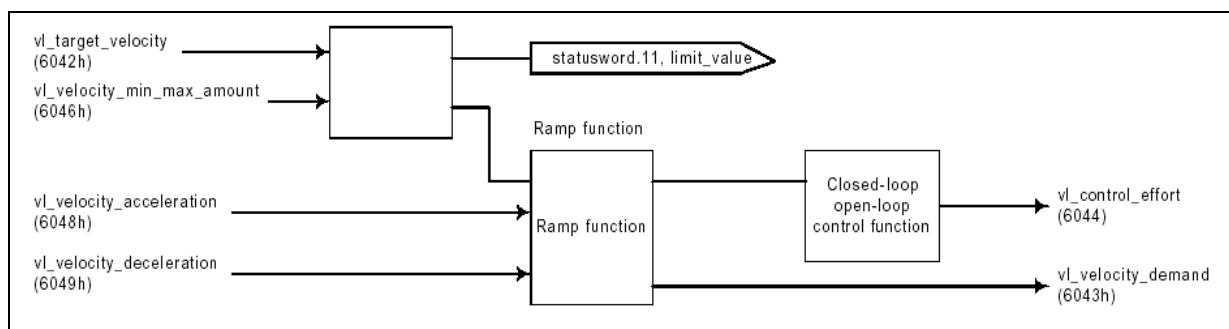 vl_target_velocity
(6042h)
vl_velocity_min_max_amount
(6046h)
statusword.11, limit_value
Ramp function
vl_velocity_acceleration
(6048h)
vl_velocity_deceleration
(6049h)
Ramp function
Closed-loop
open-loop
control function
vl_control_effort
(6044)
vl_velocity_demand
(6043h)